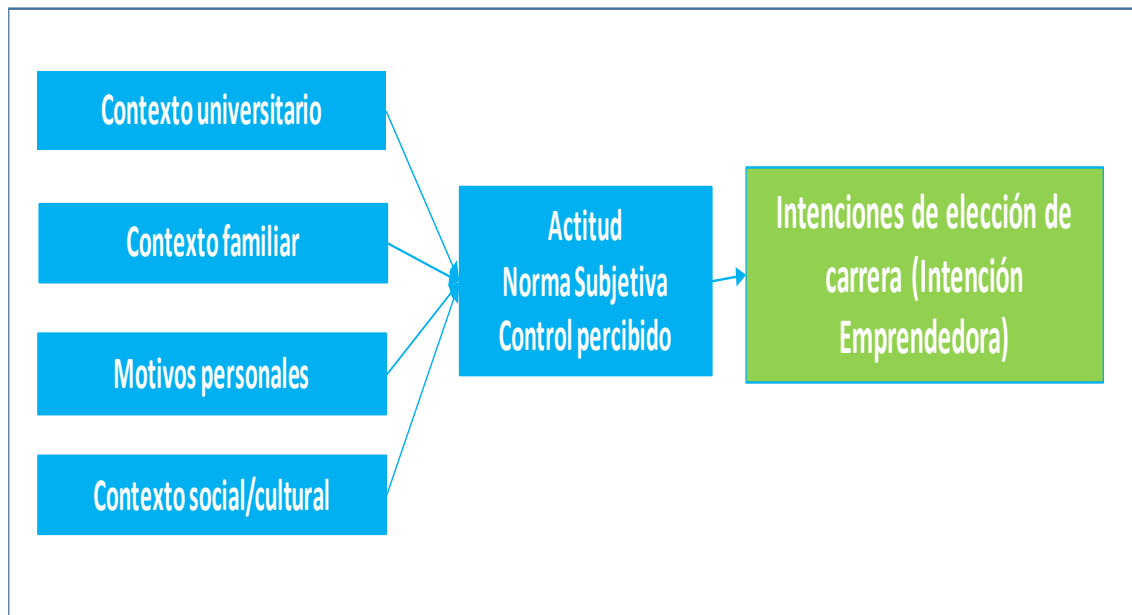 Contexto universitario
Contexto familiar
Motivos personales
Contexto social/cultural
Actitud
Norma Subjetiva
Control percibido
Intenciones de elección de
carrera (Intención
Emprendedora)